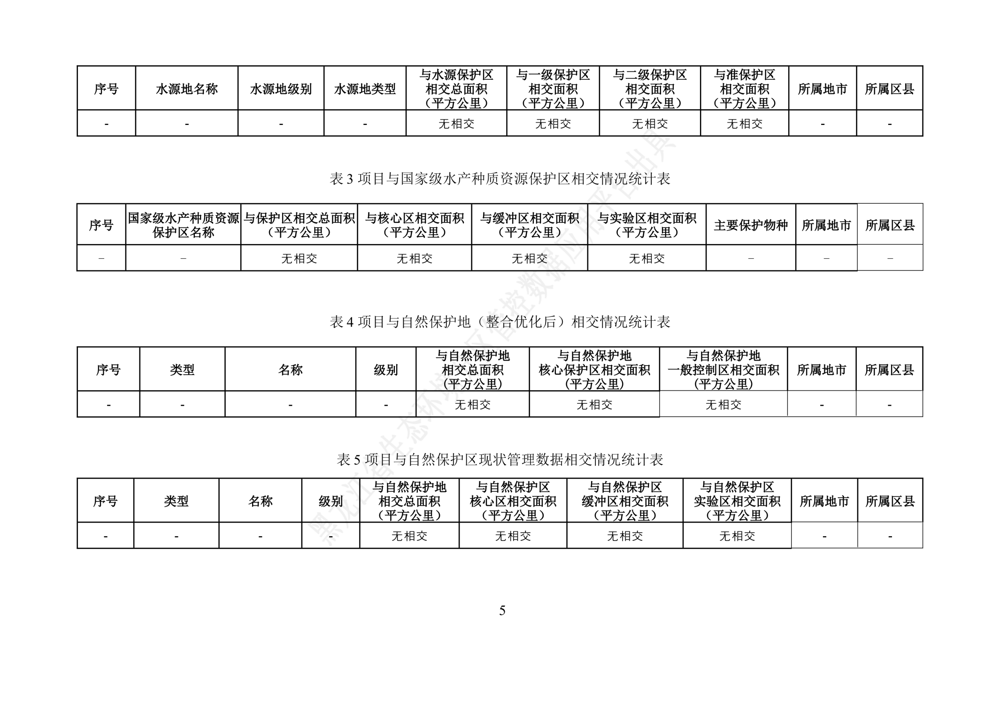 序号 水源地名称 水源地级别 水源地类型 与水源保护区相交总面积（平方公里） 与一级保护区相交面积（平方公里） 与二级保护区相交面积（平方公里） 与准保护区相交面积（平方公里） 所属地市 所属区县
- - - - 无相交 无相交 无相交 无相交 - -
表 3 项目与国家级水产种质资源保护区相交情况统计表
序号 国家级水产种质资源保护区名称 与保护区相交总面积（平方公里） 与核心区相交面积（平方公里） 与缓冲区相交面积（平方公里） 与实验区相交面积（平方公里） 主要保护物种 所属地市 所属区县
– – 无相交 无相交 无相交 无相交 – – –
表 4 项目与自然保护地（整合优化后）相交情况统计表
序号 类型 名称 级别 与自然保护地相交总面积(平方公里) 与自然保护地核心保护区相交面积(平方公里) 与自然保护地一般控制区相交面积(平方公里) 所属地市 所属区县
- - - - 无相交 无相交 无相交 - -
表 5 项目与自然保护区现状管理数据相交情况统计表
序号 类型 名称 级别 与自然保护地相交总面积（平方公里） 与自然保护区核心区相交面积（平方公里） 与自然保护区缓冲区相交面积（平方公里） 与自然保护区实验区相交面积（平方公里） 所属地市 所属区县
- - - - 无相交 无相交 无相交 无相交 - -
黑龙江省生态环境分区管控数据应用平台出具
5